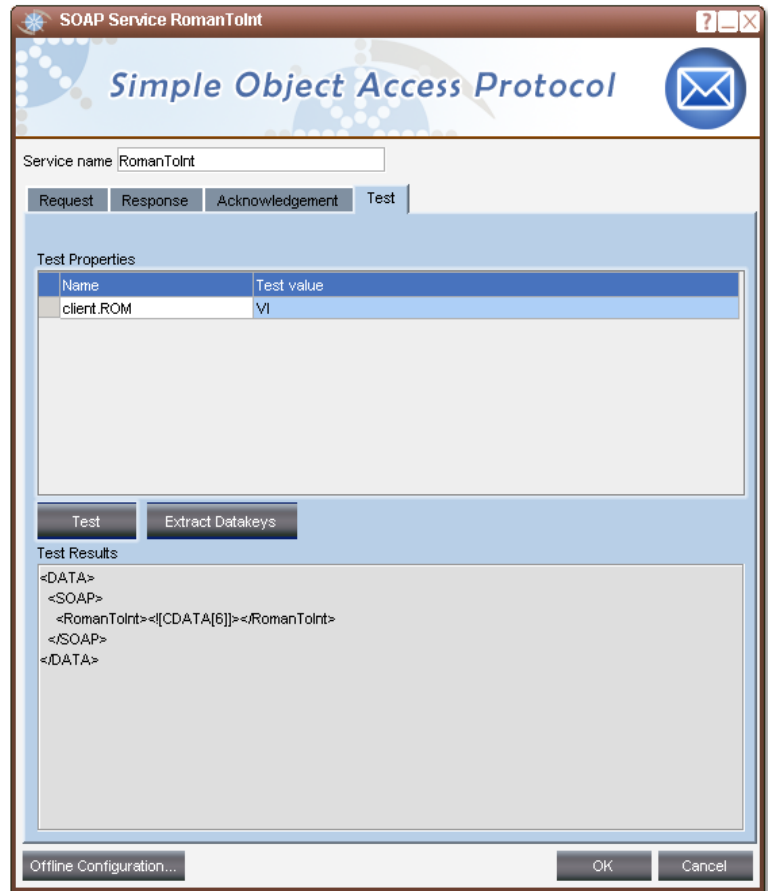 SOAP Service RomanToInt
?
Simple Object Access Protocol
Service name RomanToInt
Request Response Acknowledgement Test
Test Properties
Name Test value
client.ROM VI
Test Extract Datakeys
Test Results
<DATA>
<SOAP>
<RomanToInt><![CDATA[6]]></RomanToInt>
</SOAP>
</DATA>
Offline Configuration... OK Cancel